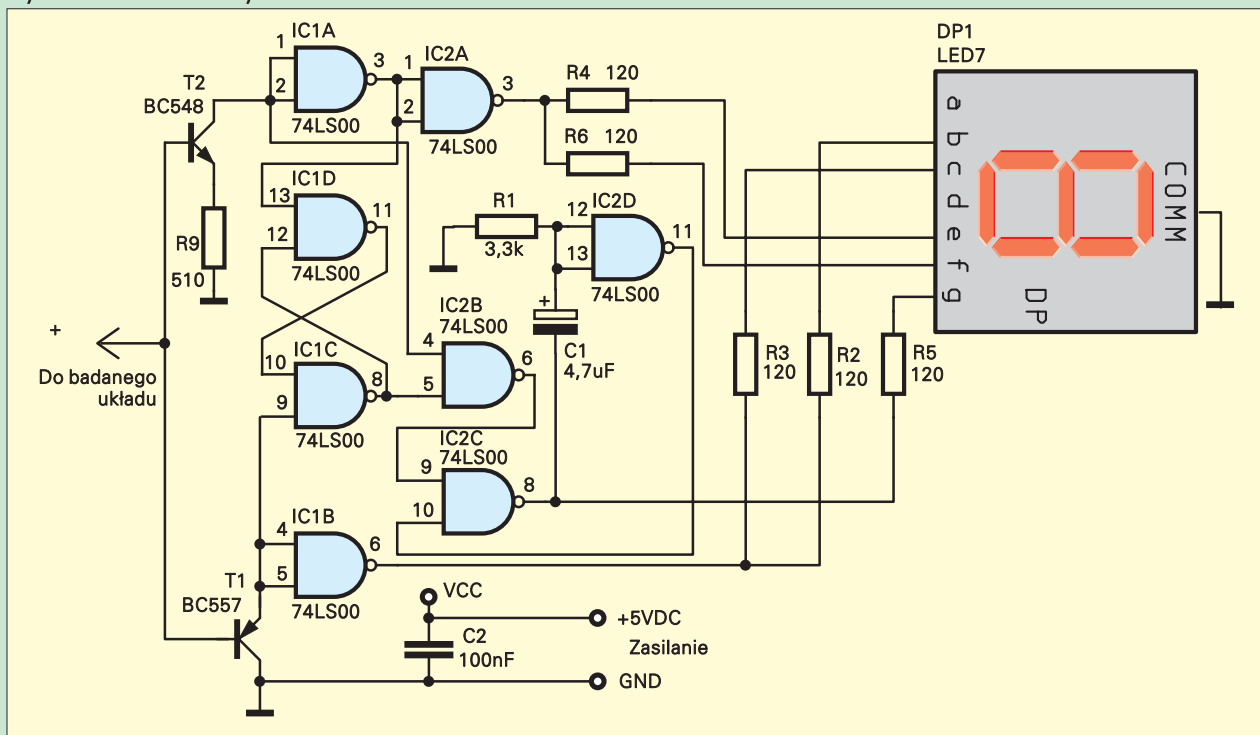 IC1A
1
2
3
74LS00
IC2A
1
2
3
74LS00
T2
BC548
R4 120
R6 120
DP1
LED7
a
b
c
d
e
f
g
DP
COMM
IC1D
13
12
11
74LS00
R9
510
R1
3,3k
IC2D
12
13
11
74LS00
+
C1
4,7uF
IC2B
74LS00
4
5
6
+
Do badanego
układu
IC1C
10
9
8
74LS00
R3
120
R2
120
R5
120
IC2C
74LS00
9
10
8
IC1B
4
5
6
74LS00
T1
BC557
VCC
C2
100nF
+5VDC
Zasilanie
GND